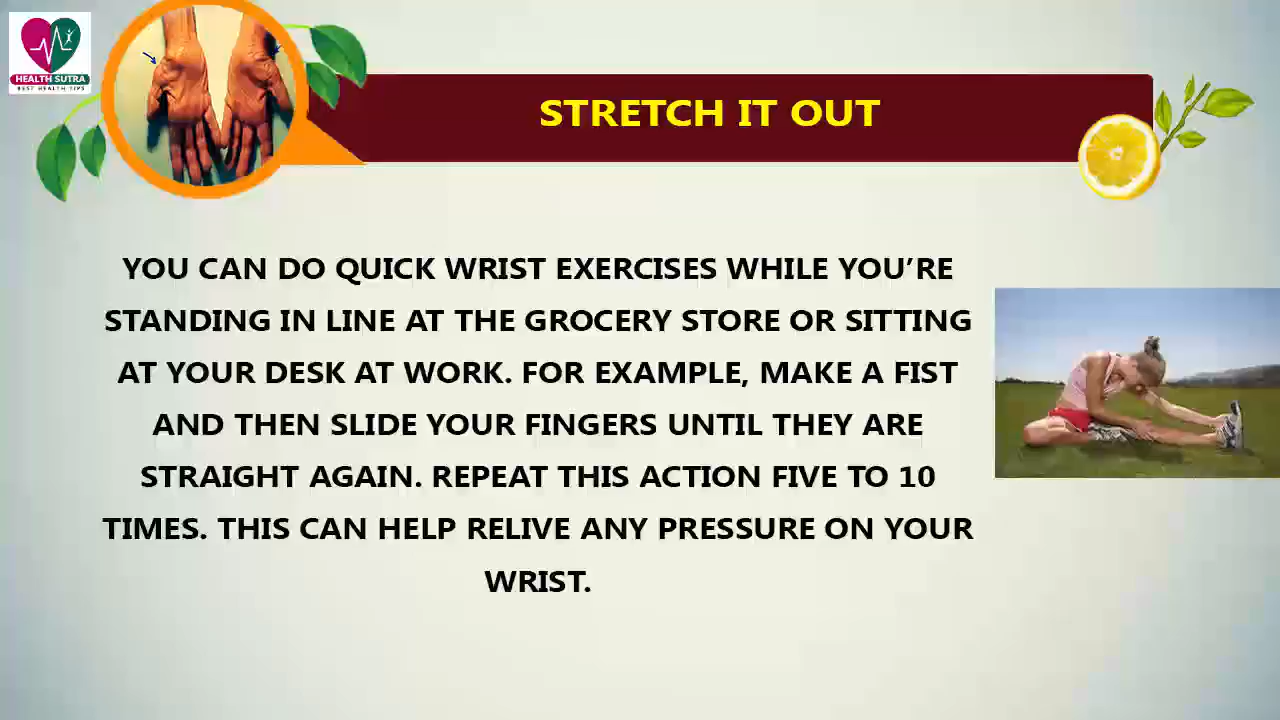 HEALTH SUTRA
BEST HEALTH TIPS
STRETCH IT OUT
YOU CAN DO QUICK WRIST EXERCISES WHILE YOU’RE
STANDING IN LINE AT THE GROCERY STORE OR SITTING
AT YOUR DESK AT WORK. FOR EXAMPLE, MAKE A FIST
AND THEN SLIDE YOUR FINGERS UNTIL THEY ARE
STRAIGHT AGAIN. REPEAT THIS ACTION FIVE TO 10
TIMES. THIS CAN HELP RELIVE ANY PRESSURE ON YOUR
WRIST.